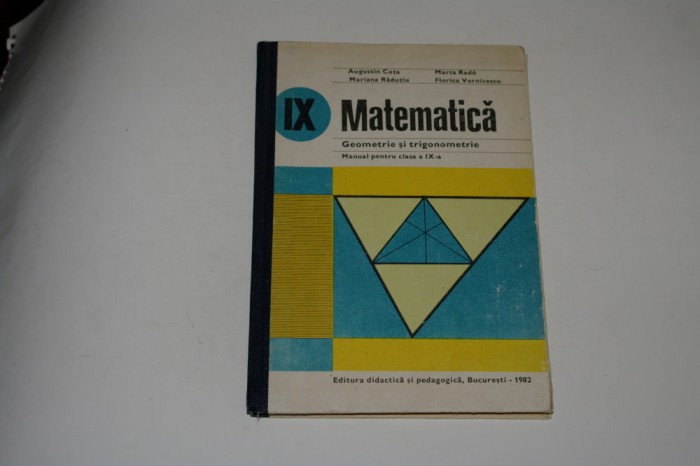 Augustin Cota Marta Radó
Mariana Răduțiu Florica Vornicescu
IX Matematică
Geometrie și trigonometrie
Manual pentru clasa a IX-a
Editura didactică și pedagogică, București - 1982